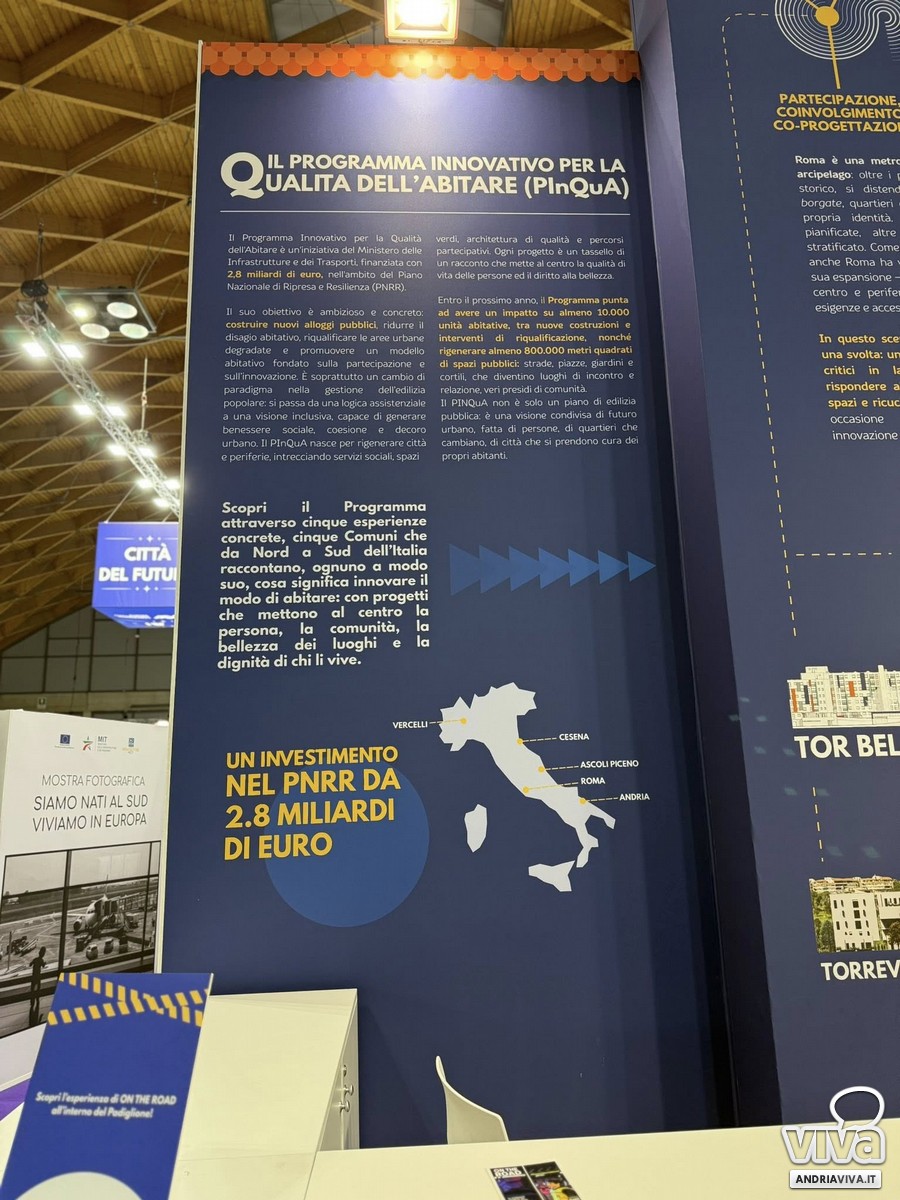 IL PROGRAMMA INNOVATIVO PER LA
QUALITA DELL'ABITARE (PInQuA)
Il Programma Innovativo per la Qualità
dell'Abitare è un'iniziativa del Ministero delle
Infrastrutture e dei Trasporti, finanziata con
2,8 miliardi di euro, nell'ambito del Piano
Nazionale di Ripresa e Resilienza (PNRR).
Il suo obiettivo è ambizioso e concreto:
costruire nuovi alloggi pubblici, ridurre il
disagio abitativo, riqualificare le aree urbane
degradate e promuovere un modello
abitativo fondato sulla partecipazione e
sull'innovazione. È soprattutto un cambio di
paradigma nella gestione dell'edilizia
popolare: si passa da una logica assistenziale
a una visione inclusiva, capace di generare
benessere sociale, coesione e decoro
urbano. Il PInQuA nasce per rigenerare città
e periferie, intrecciando servizi sociali, spazi
verdi, architettura di qualità e percorsi
partecipativi. Ogni progetto è un tassello di
un racconto che mette al centro la qualità di
vita delle persone ed il diritto alla bellezza.
Entro il prossimo anno, il Programma punta
ad avere un impatto su almeno 10.000
unità abitative, tra nuove costruzioni e
interventi di riqualificazione, nonché
rigenerare almeno 800.000 metri quadrati
di spazi pubblici: strade, piazze, giardini e
cortili, che diventano luoghi di incontro e
relazione, veri presidi di comunità.
Il PINQuA non è solo un piano di edilizia
pubblica: è una visione condivisa di futuro
urbano, fatta di persone, di quartieri che
cambiano, di città che si prendono cura dei
propri abitanti.
Scopri il Programma
attraverso cinque esperienze
concrete, cinque Comuni che
da Nord a Sud dell'Italia
raccontano, ognuno a modo
suo, cosa significa innovare il
modo di abitare: con progetti
che mettono al centro la
persona, la comunità, la
bellezza dei luoghi e la
dignità di chi li vive.
UN INVESTIMENTO
NEL PNRR DA
2.8 MILIARDI
DI EURO
VERCELLI
CESENA
ASCOLI PICENO
ROMA
ANDRIA
PARTECIPAZIONE,
COINVOLGIMENTO
CO-PROGETTAZIO
Roma è una metro
arcipelago: oltre i p
storico, si distend
borgate, quartieri
propria identità.
pianificate, altre
stratificato. Come
anche Roma ha v
sua espansione –
centro e perifer
esigenze e acces
In questo sce
una svolta: un
critici in la
rispondere a
spazi e ricuc
occasione
innovazione
TOR BEL
TORREV
CITTÀ
DEL FUTU
MIT
MOSTRA FOTOGRAFICA
SIAMO NATI AL SUD
VIVIAMO IN EUROPA
Scopri l'esperienza di ON THE ROAD
all'interno del Padiglione!
ON THE
ROAD
viva
ANDRIAVIVA.IT